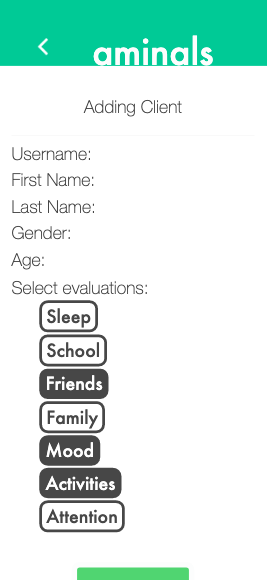 aminals
Adding Client
Username:
First Name:
Last Name:
Gender:
Age:
Select evaluations:
Sleep
School
Friends
Family
Mood
Activities
Attention